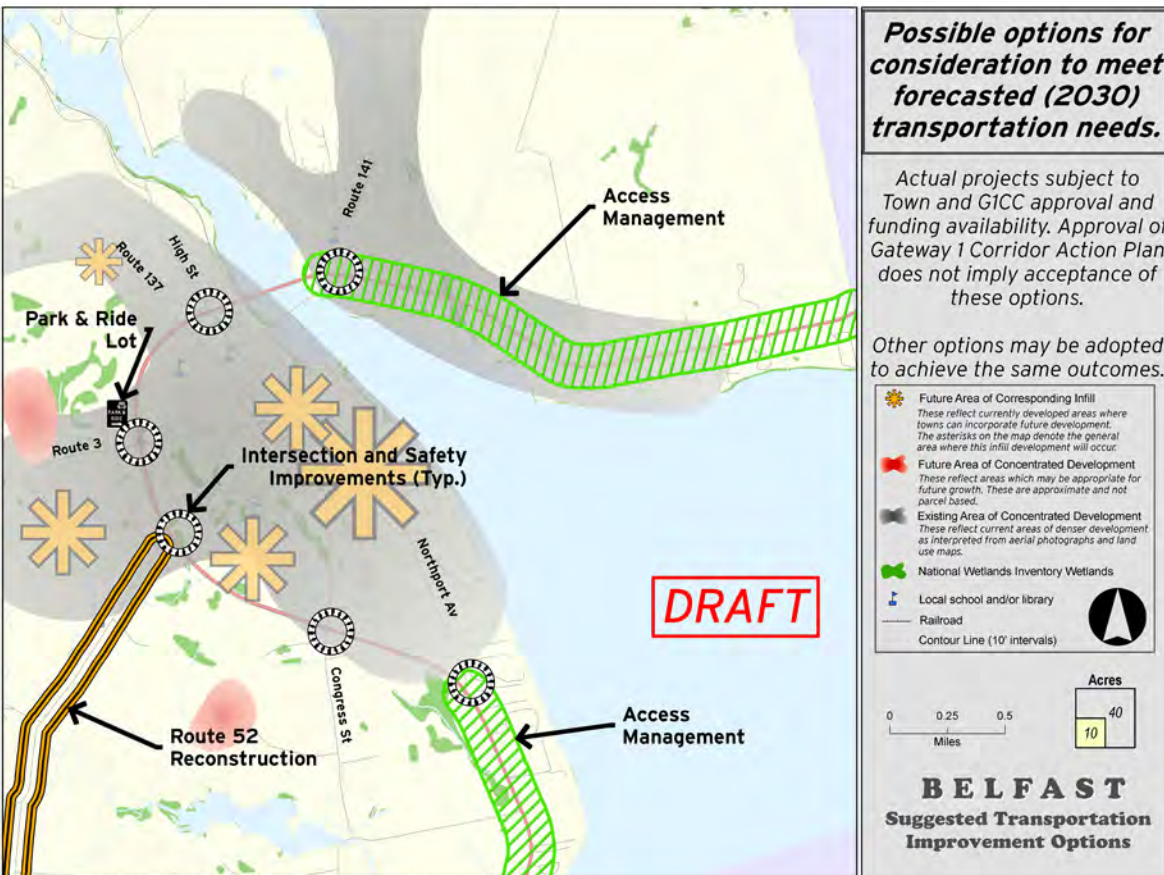 Route 141
Access
Management
High St
Route 137
Park & Ride
Lot
PARK &
RIDE
Route 3
Intersection and Safety
Improvements (Typ.)
Northport Av
DRAFT
Congress St
Route 52
Reconstruction
Access
Management
Possible options for
consideration to meet
forecasted (2030)
transportation needs.
Actual projects subject to
Town and G1CC approval and
funding availability. Approval of
Gateway 1 Corridor Action Plan
does not imply acceptance of
these options.
Other options may be adopted
to achieve the same outcomes.
Future Area of Corresponding Infill
These reflect currently developed areas where
towns can incorporate future development.
The asterisks on the map denote the general
area where this infill development will occur.
Future Area of Concentrated Development
These reflect areas which may be appropriate for
future growth. These are approximate and not
parcel based.
Existing Area of Concentrated Development
These reflect current areas of denser development
as interpreted from aerial photographs and land
use maps.
National Wetlands Inventory Wetlands
Local school and/or library
Railroad
Contour Line (10' intervals)
Acres
40
10
0 0.25 0.5
Miles
BELFAST
Suggested Transportation
Improvement Options